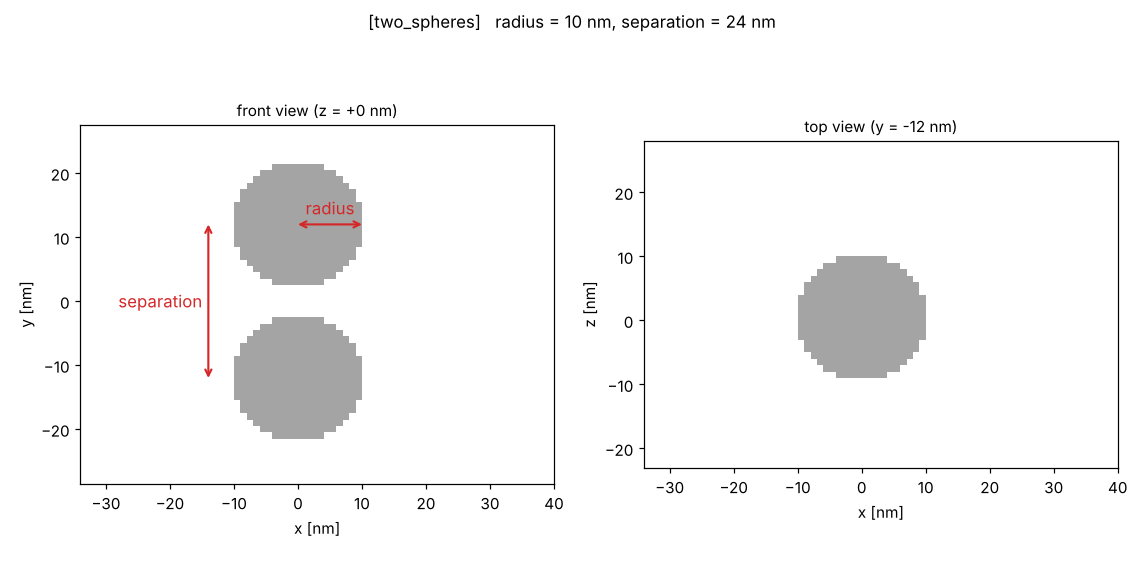 [two_spheres]   radius = 10 nm, separation = 24 nm
front view (z = +0 nm)
20
10
0
−10
−20
y [nm]
radius
separation
−30 −20 −10 0 10 20 30 40
x [nm]
top view (y = -12 nm)
20
10
0
−10
−20
z [nm]
−30 −20 −10 0 10 20 30 40
x [nm]